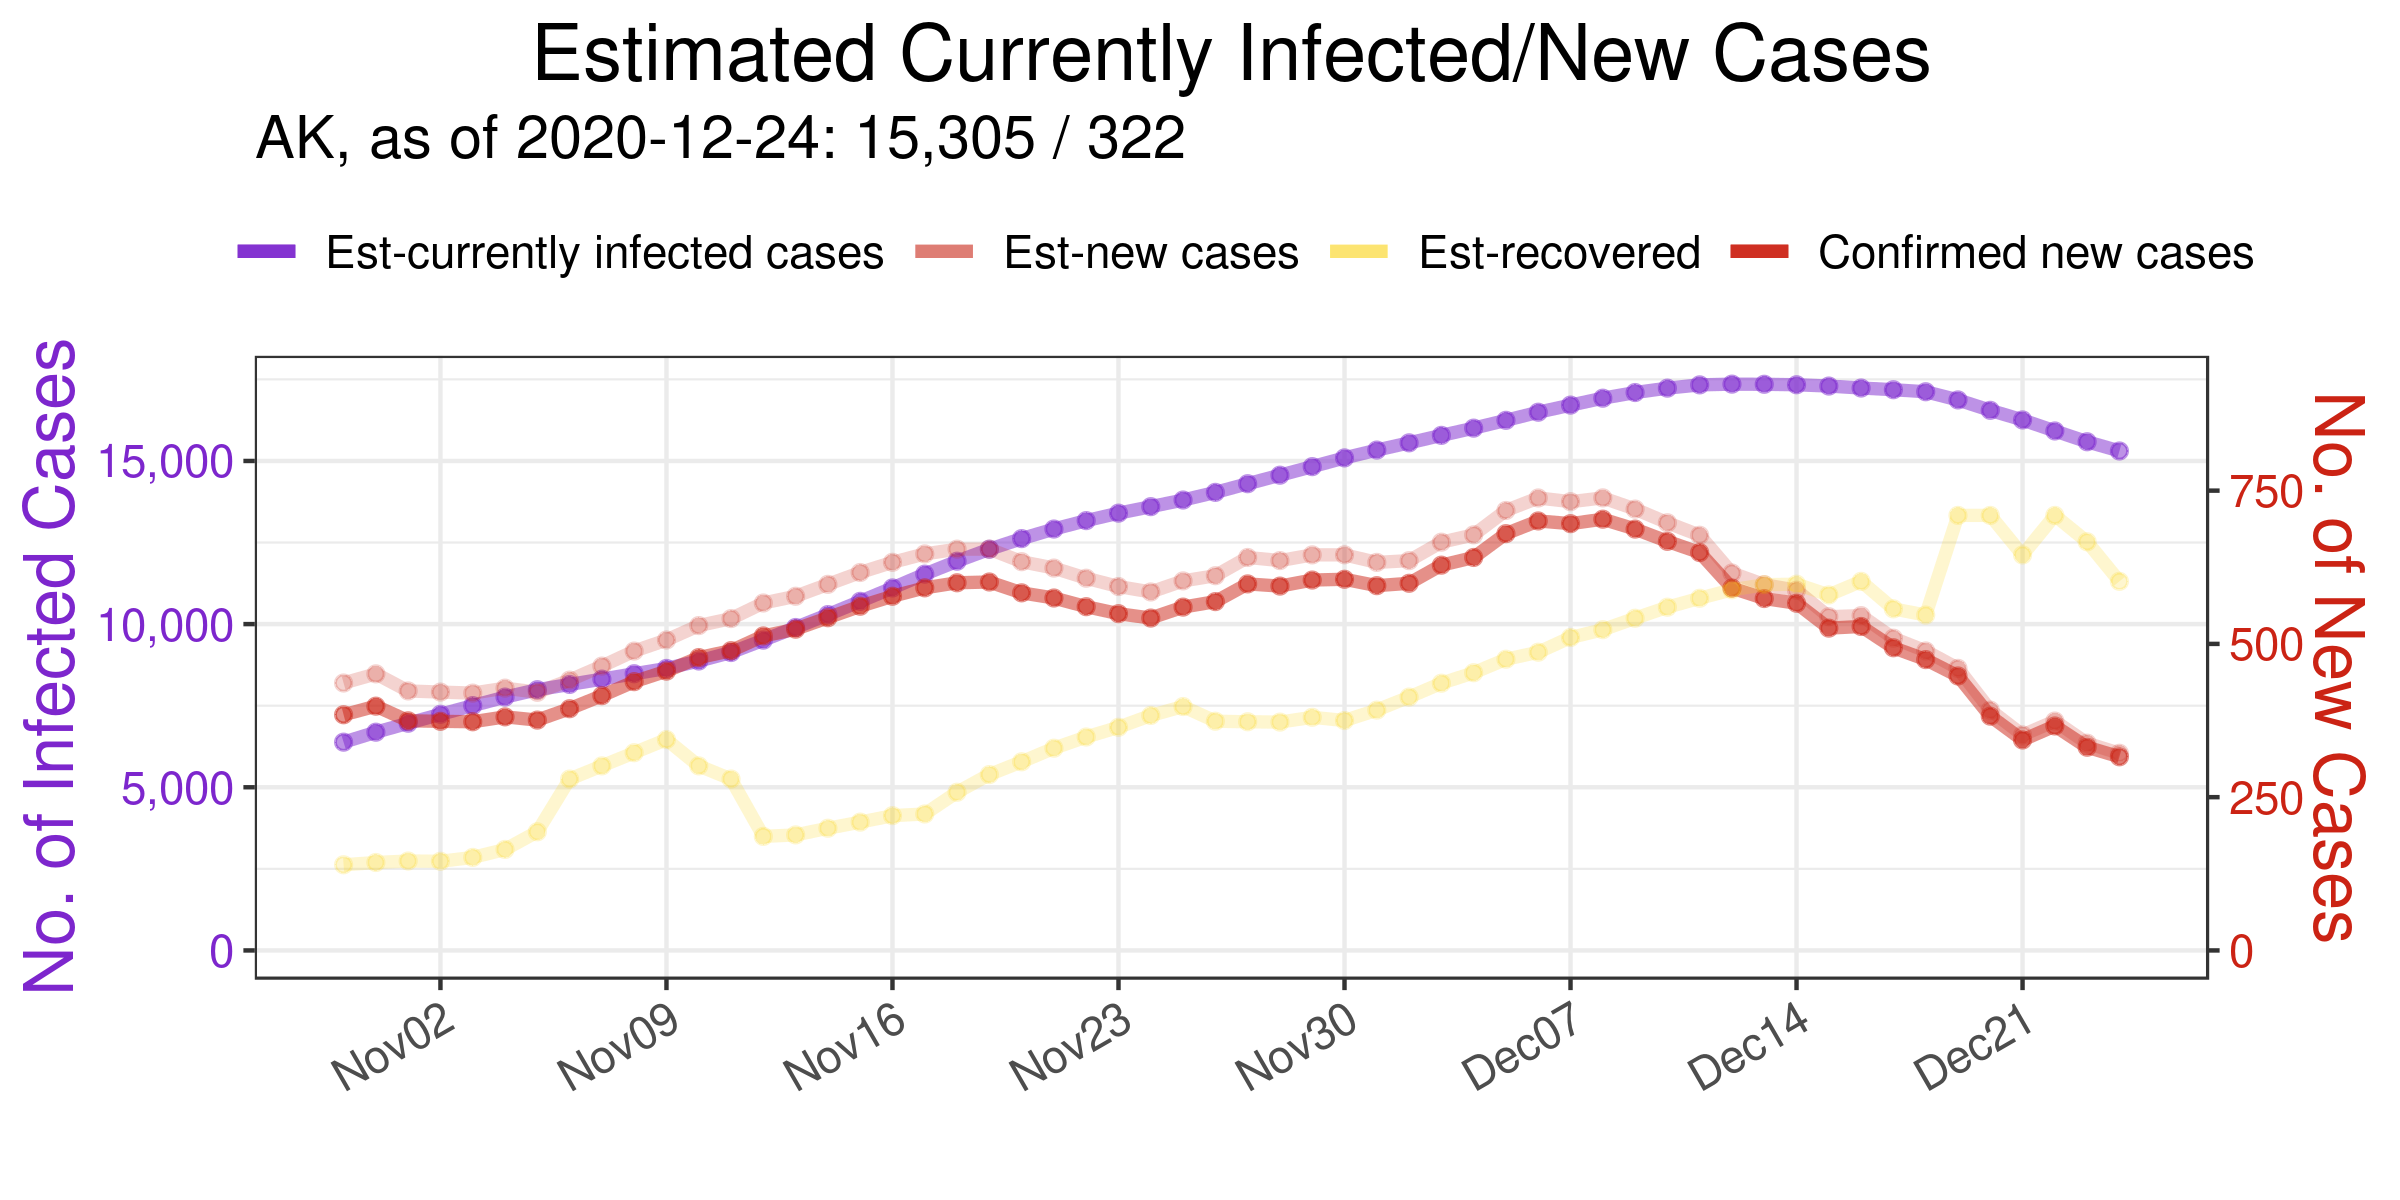 Estimated Currently Infected/New Cases
AK, as of 2020-12-24: 15,305 / 322
Est-currently infected cases Est-new cases Est-recovered Confirmed new cases
No. of Infected Cases
15,000
10,000
5,000
0
750
500
250
0
No. of New Cases
Nov02 Nov09 Nov16 Nov23 Nov30 Dec07 Dec14 Dec21